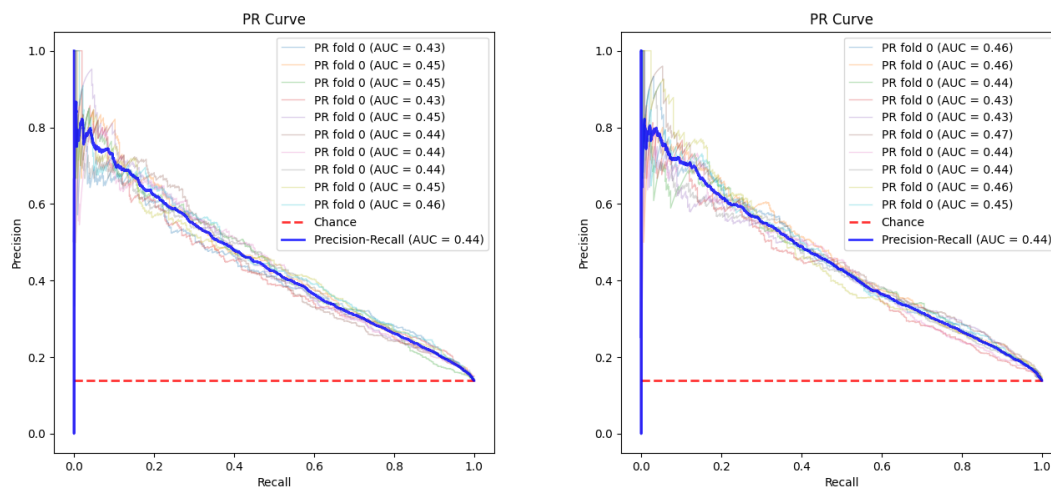 PR Curve
1.0
0.8
0.6
0.4
0.2
0.0
Precision
PR fold 0 (AUC = 0.43)
PR fold 0 (AUC = 0.45)
PR fold 0 (AUC = 0.45)
PR fold 0 (AUC = 0.43)
PR fold 0 (AUC = 0.45)
PR fold 0 (AUC = 0.44)
PR fold 0 (AUC = 0.44)
PR fold 0 (AUC = 0.44)
PR fold 0 (AUC = 0.45)
PR fold 0 (AUC = 0.46)
Chance
Precision-Recall (AUC = 0.44)
0.0 0.2 0.4 0.6 0.8 1.0
Recall
PR Curve
1.0
0.8
0.6
0.4
0.2
0.0
Precision
PR fold 0 (AUC = 0.46)
PR fold 0 (AUC = 0.46)
PR fold 0 (AUC = 0.44)
PR fold 0 (AUC = 0.43)
PR fold 0 (AUC = 0.43)
PR fold 0 (AUC = 0.47)
PR fold 0 (AUC = 0.44)
PR fold 0 (AUC = 0.44)
PR fold 0 (AUC = 0.46)
PR fold 0 (AUC = 0.45)
Chance
Precision-Recall (AUC = 0.44)
0.0 0.2 0.4 0.6 0.8 1.0
Recall